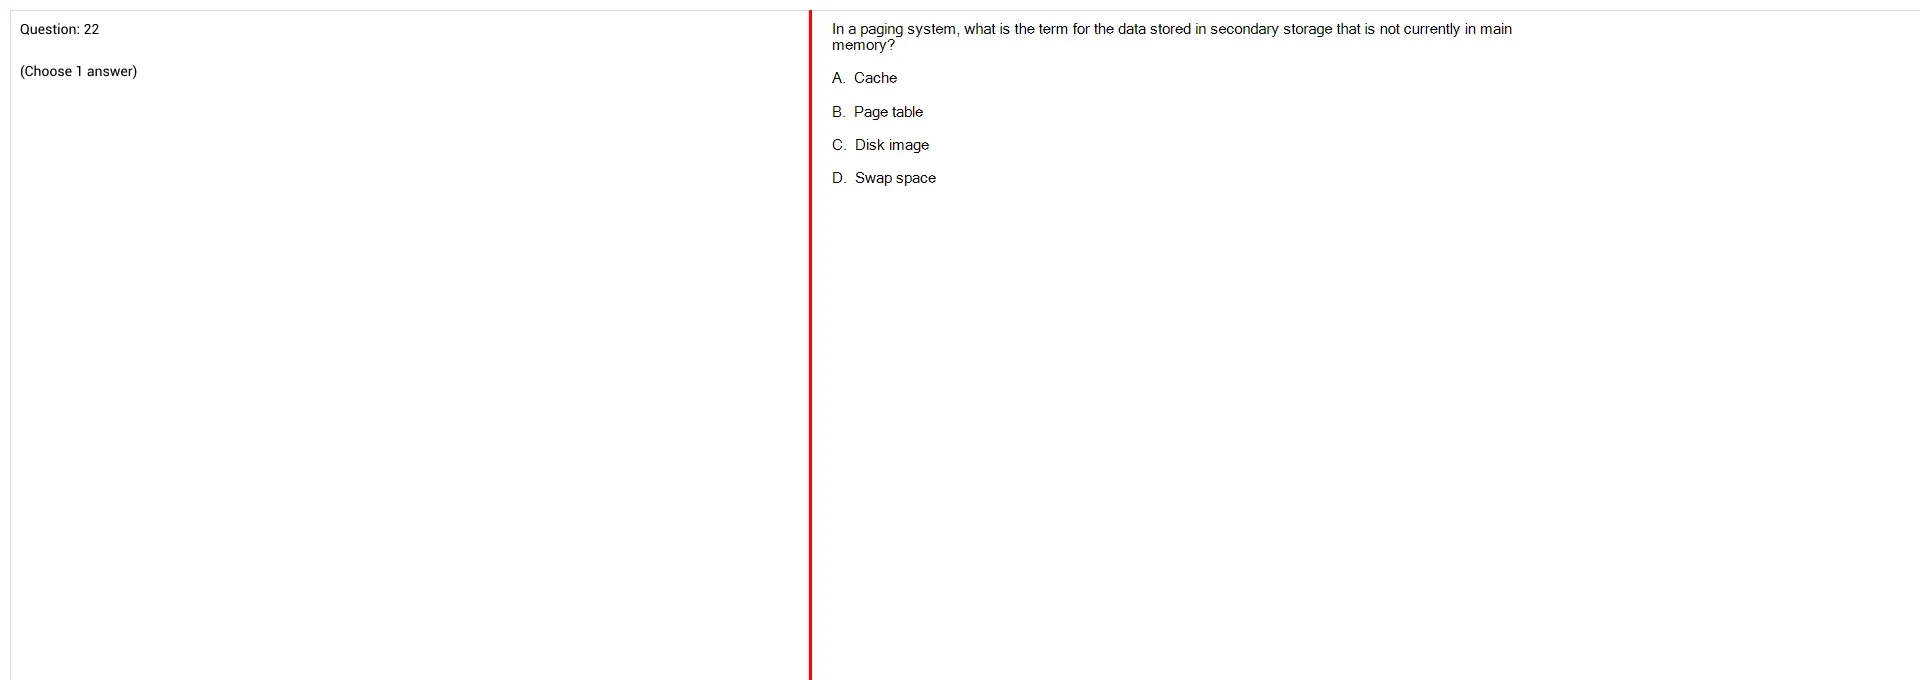 Question: 22
(Choose 1 answer)
In a paging system, what is the term for the data stored in secondary storage that is not currently in main
memory?
A. Cache
B. Page table
C. Disk image
D. Swap space